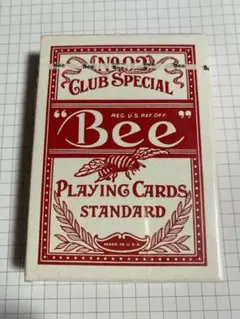 No. 92
CLUB SPECIAL
REG. U.S. PAT. OFF.
"Bee"
PLAYING CARDS
STANDARD
MADE IN U.S.A.